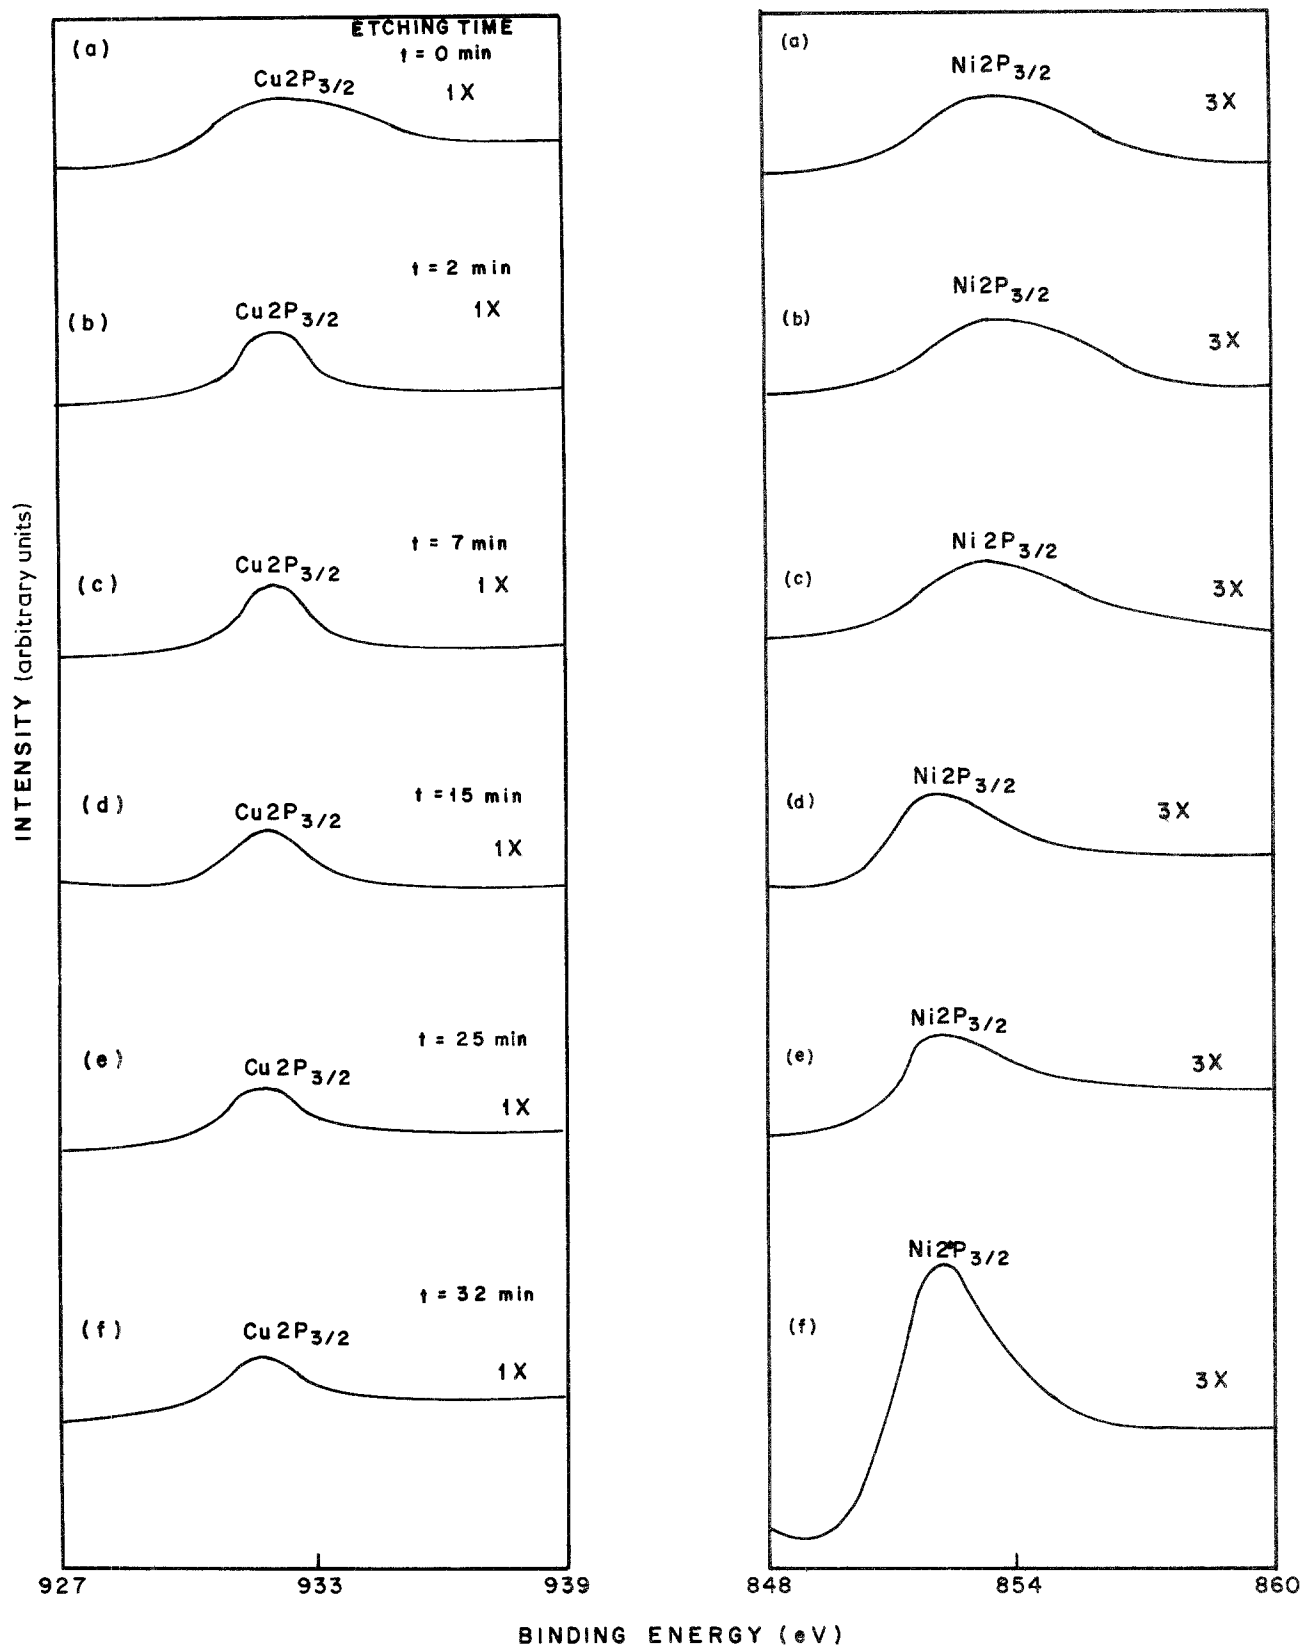 ETCHING TIME
(a)
t = 0 min
Cu2P3/2
1X
t = 2 min
(b)
Cu2P3/2
1X
t = 7 min
(c)
Cu2P3/2
1X
t = 15 min
(d)
Cu2P3/2
1X
t = 25 min
(e)
Cu2P3/2
1X
t = 32 min
(f)
Cu2P3/2
1X
(a)
Ni2P3/2
3X
(b)
Ni2P3/2
3X
(c)
Ni2P3/2
3X
(d)
Ni2P3/2
3X
(e)
Ni2P3/2
3X
(f)
Ni2P3/2
3X
INTENSITY (arbitrary units)
927 933 939
848 854 860
BINDING ENERGY (eV)